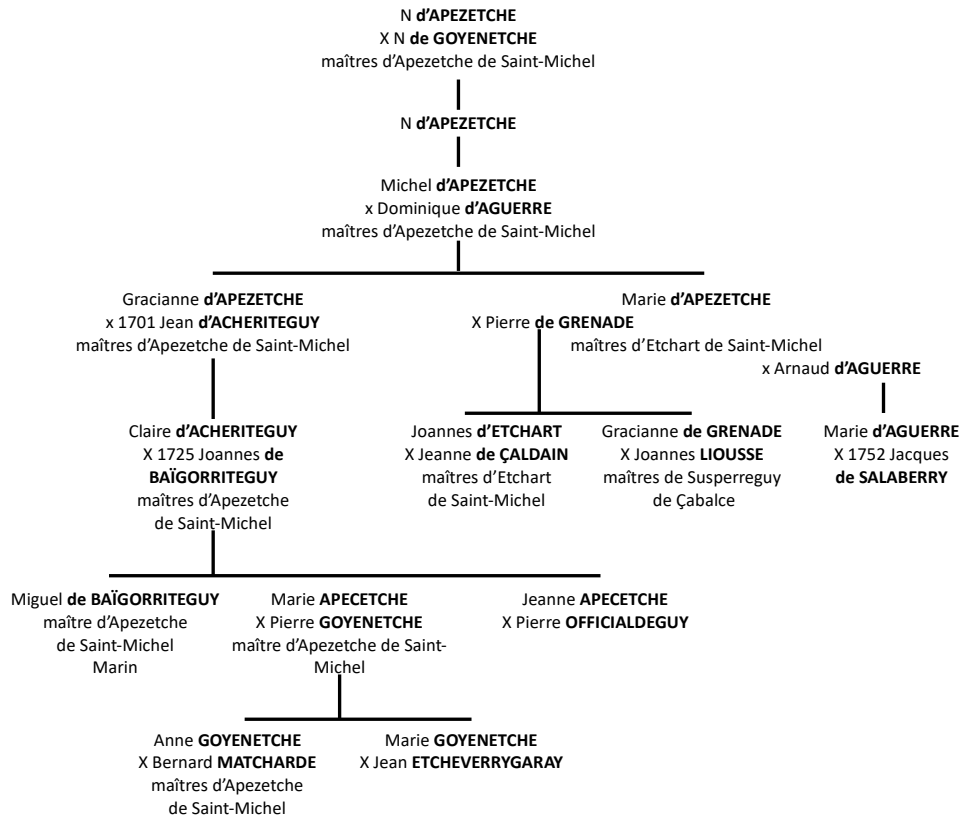 N d'APEZETCHE
X N de GOYENETCHE
maîtres d'Apezetche de Saint-Michel
N d'APEZETCHE
Michel d'APEZETCHE
x Dominique d'AGUERRE
maîtres d'Apezetche de Saint-Michel
Gracianne d'APEZETCHE
x 1701 Jean d'ACHERITEGUY
maîtres d'Apezetche de Saint-Michel
Marie d'APEZETCHE
X Pierre de GRENADE
maîtres d'Etchart de Saint-Michel
x Arnaud d'AGUERRE
Claire d'ACHERITEGUY
X 1725 Joannes de
BAÏGORRITEGUY
maîtres d'Apezetche
de Saint-Michel
Joannes d'ETCHART
X Jeanne de ÇALDAIN
maîtres d'Etchart
de Saint-Michel
Gracianne de GRENADE
X Joannes LIOUSSE
maîtres de Susperreguy
de Çabalce
Marie d'AGUERRE
X 1752 Jacques
de SALABERRY
Miguel de BAÏGORRITEGUY
maître d'Apezetche
de Saint-Michel
Marin
Marie APECETCHE
X Pierre GOYENETCHE
maître d'Apezetche de Saint-
Michel
Jeanne APECETCHE
X Pierre OFFICIALDEGUY
Anne GOYENETCHE
X Bernard MATCHARDE
maîtres d'Apezetche
de Saint-Michel
Marie GOYENETCHE
X Jean ETCHEVERRYGARAY